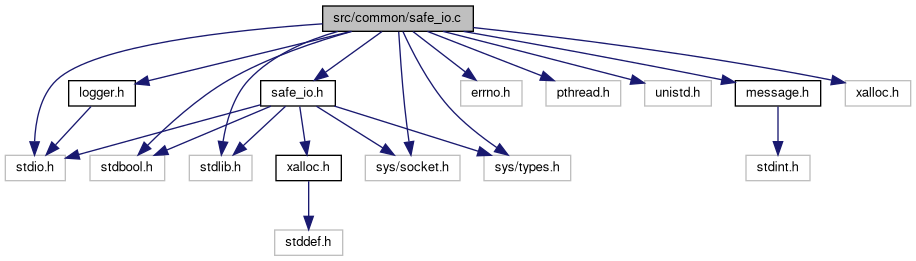 src/common/safe_io.c
logger.h
safe_io.h
errno.h
pthread.h
unistd.h
message.h
xalloc.h
stdio.h
stdbool.h
stdlib.h
xalloc.h
sys/socket.h
sys/types.h
stdint.h
stddef.h